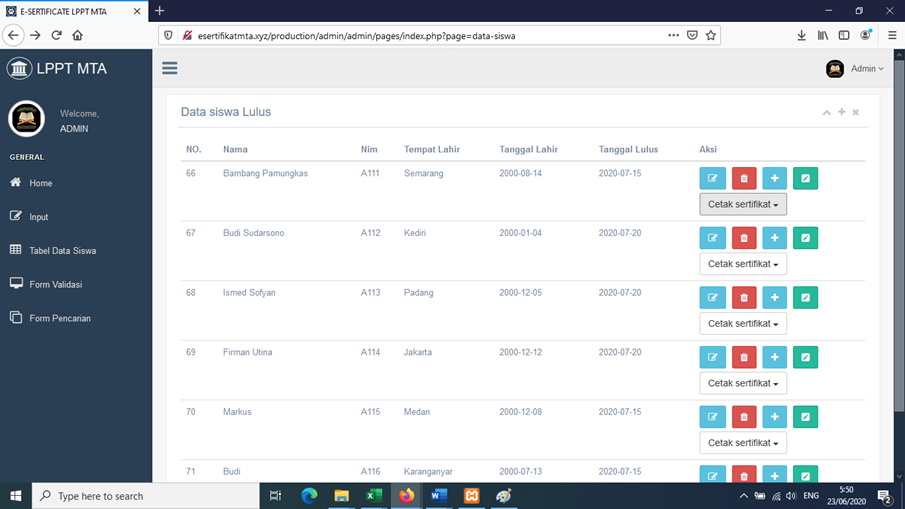 E-SERTIFICATE LPPT MTA
esertifikatmta.xyz/production/admin/admin/pages/index.php?page=data-siswa
LPPT MTA
Admin
Welcome,
ADMIN
GENERAL
Home
Input
Tabel Data Siswa
Form Validasi
Form Pencarian
Data siswa Lulus
NO. Nama Nim Tempat Lahir Tanggal Lahir Tanggal Lulus Aksi
66 Bambang Pamungkas A111 Semarang 2000-08-14 2020-07-15
Cetak sertifikat
67 Budi Sudarsono A112 Kediri 2000-01-04 2020-07-20
Cetak sertifikat
68 Ismed Sofyan A113 Padang 2000-12-05 2020-07-20
Cetak sertifikat
69 Firman Utina A114 Jakarta 2000-12-12 2020-07-20
Cetak sertifikat
70 Markus A115 Medan 2000-12-08 2020-07-15
Cetak sertifikat
71 Budi A116 Karanganyar 2000-07-13 2020-07-15
Type here to search
ENG
5:50
23/06/2020
2